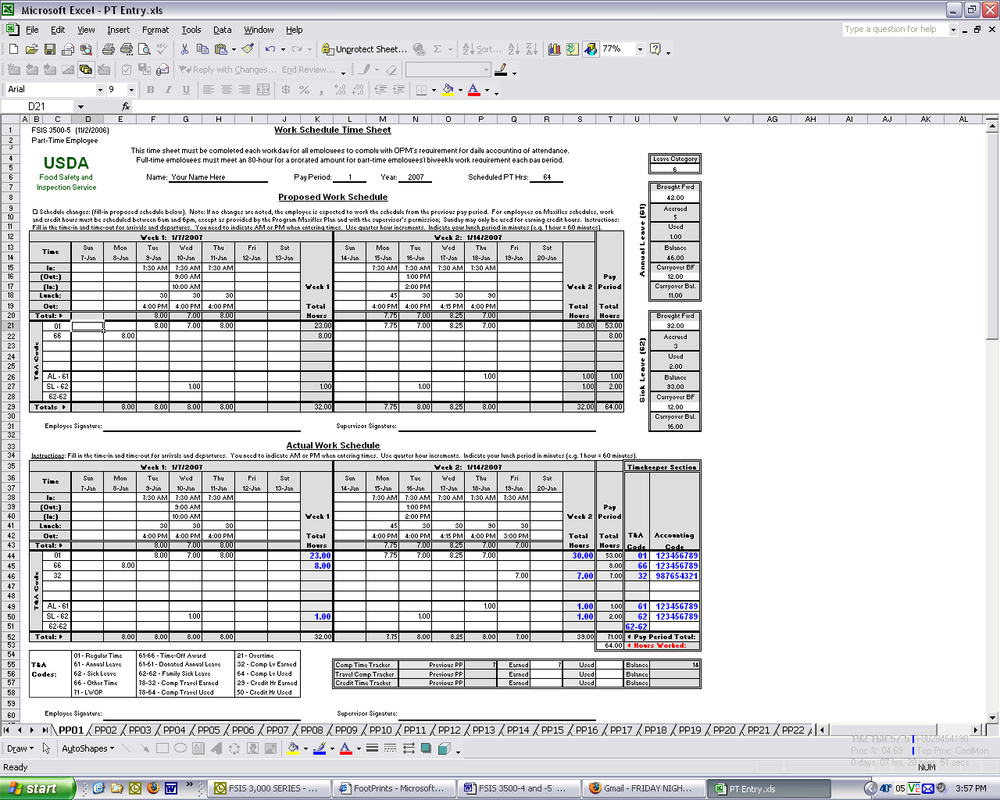 Microsoft Excel - PT Entry.xls
File Edit View Insert Format Tools Data Window Help
Type a question for help
Unprotect Sheet... Sort... 77%
Reply with Changes... End Review...
Arial 9
D21 fx
A B C D E F G H I J K L M N O P Q R S T U V W AG AH AI AJ AK AL
FSIS 3500-5 (11/2/2006) Work Schedule Time Sheet
Part-Time Employee
This time sheet must be completed each workday for all employees to comply with OPM's requirement for daily accounting of attendance.
Full-time employees must meet an 80-hour (or a prorated amount for part-time employees) biweekly work requirement each pay period.
USDA
Food Safety and
Inspection Service
Name: Your Name Here Pay Period: 1 Year: 2007 Scheduled PT Hrs: 64
Leave Category
6
Proposed Work Schedule
Schedule changes: (fill-in proposed schedule below). Note: If no changes are noted, the employee is expected to work the schedule from the previous pay period. For employees on Maxiflex schedules, work
and credit hours must be scheduled between 6am and 6pm, except as provided by the Program Maxiflex Plan and with the supervisor's permission; Sunday may only be used for earning credit hours. Instructions:
Fill in the time-in and time-out for arrivals and departures. You need to indicate AM or PM when entering times. Use quarter hour increments. Indicate your lunch period in minutes (e.g. 1 hour = 60 minutes).
Week 1: 1/7/2007 Week 2: 1/14/2007
Time Sun Mon Tue Wed Thu Fri Sat Sun Mon Tue Wed Thu Fri Sat
7-Jan 8-Jan 9-Jan 10-Jan 11-Jan 12-Jan 13-Jan 14-Jan 15-Jan 16-Jan 17-Jan 18-Jan 19-Jan 20-Jan
In: 7:30 AM 7:30 AM 7:30 AM 7:30 AM 7:30 AM 7:30 AM 7:30 AM
(Out:) 9:00 AM 1:00 PM Pay
(In:) 10:00 AM Week 1 2:00 PM Week 2 Period
Lunch: 30 30 30 45 30 30 90
Out: 4:00 PM 4:00 PM 4:00 PM Total 4:00 PM 4:00 PM 4:15 PM 4:00 PM Total Total
Total: 8.00 7.00 8.00 Hours 7.75 7.00 8.25 7.00 Hours Hours
01 8.00 7.00 8.00 23.00 7.75 7.00 8.25 7.00 30.00 53.00
66 8.00 8.00 8.00
T&A Code
AL - 61 1.00 1.00 1.00
SL - 62 1.00 1.00 1.00 1.00 2.00
62-62
Totals 8.00 8.00 8.00 8.00 32.00 7.75 8.00 8.25 8.00 32.00 64.00
Annual Leave (61)
Brought Fwd
42.00
Accrued
5
Used
1.00
Balance
46.00
Carryover BF
12.00
Carryover Bal.
11.00
Sick Leave (62)
Brought Fwd
92.00
Accrued
3
Used
2.00
Balance
93.00
Carryover BF
12.00
Carryover Bal.
16.00
Employee Signature: Supervisor Signature:
Actual Work Schedule
Instructions: Fill in the time-in and time-out for arrivals and departures. You need to indicate AM or PM when entering times. Use quarter hour increments. Indicate your lunch period in minutes (e.g. 1 hour = 60 minutes).
Week 1: 1/7/2007 Week 2: 1/14/2007 Timekeeper Section
Time Sun Mon Tue Wed Thu Fri Sat Sun Mon Tue Wed Thu Fri Sat
7-Jan 8-Jan 9-Jan 10-Jan 11-Jan 12-Jan 13-Jan 14-Jan 15-Jan 16-Jan 17-Jan 18-Jan 19-Jan 20-Jan
In: 7:30 AM 7:30 AM 7:30 AM 7:30 AM 7:30 AM 7:30 AM 7:30 AM 7:30 AM
(Out:) 9:00 AM 1:00 PM Pay
(In:) 10:00 AM Week 1 2:00 PM Week 2 Period
Lunch: 30 30 30 45 30 30 90 30
Out: 4:00 PM 4:00 PM 4:00 PM Total 4:00 PM 4:00 PM 4:15 PM 4:00 PM 3:00 PM Total Total T&A Accounting
Total: 8.00 7.00 8.00 Hours 7.75 7.00 8.25 7.00 7.00 Hours Hours Code Code
01 8.00 7.00 8.00 23.00 7.75 7.00 8.25 7.00 30.00 53.00 01 123456789
66 8.00 8.00 8.00 66 123456789
32 7.00 7.00 7.00 32 987654321
T&A Code
AL - 61 1.00 1.00 1.00 61 123456789
SL - 62 1.00 1.00 1.00 1.00 2.00 62 123456789
62-62 62-62
Total: 8.00 8.00 8.00 8.00 32.00 7.75 8.00 8.25 8.00 7.00 39.00 71.00 Pay Period Total:
64.00 Hours Worked:
T&A
Codes:
01 - Regular Time 61-66 - Time-Off Award 21 - Overtime
61 - Annual Leave 61-61 - Donated Annual Leave 32 - Comp Lv Earned
62 - Sick Leave 62-62 - Family Sick Leave 64 - Comp Lv Used
66 - Other Time 78-32 - Comp Travel Earned 29 - Credit Hr Earned
71 - LWOP 78-64 - Comp Travel Used 50 - Credit Hr Used
Comp Time Tracker Previous PP 7 Earned 7 Used Balance 14
Travel Comp Tracker Previous PP Earned Used Balance
Credit Time Tracker Previous PP Earned Used Balance
Employee Signature: Supervisor Signature:
PP01 PP02 PP03 PP04 PP05 PP06 PP07 PP08 PP09 PP10 PP11 PP12 PP13 PP14 PP15 PP16 PP17 PP18 PP19 PP20 PP21 PP22
Draw AutoShapes
Ready NUM
Proc %: 04.69 Top Proc: CoolMon
0 days, 07 hrs, 28 mins, 51 secs
start FSIS 3,000 SERIES - ... FootPrints - Microsoft... FSIS 3500-4 and -5 ... Gmail - FRIDAY NIGH... PT Entry.xls 40° 05 3:57 PM